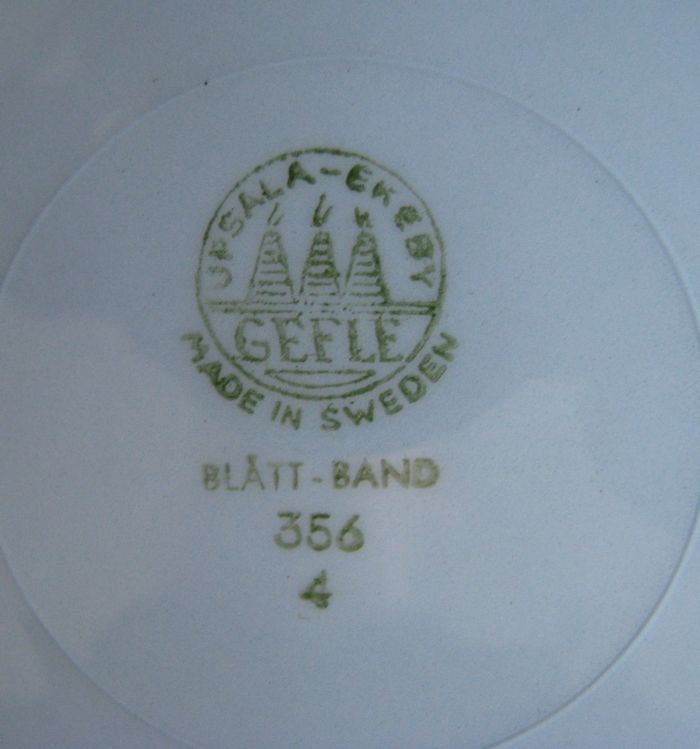 UPSALA-EKEBY
GEFLE
MADE IN SWEDEN
BLÅTT-BAND
356
4